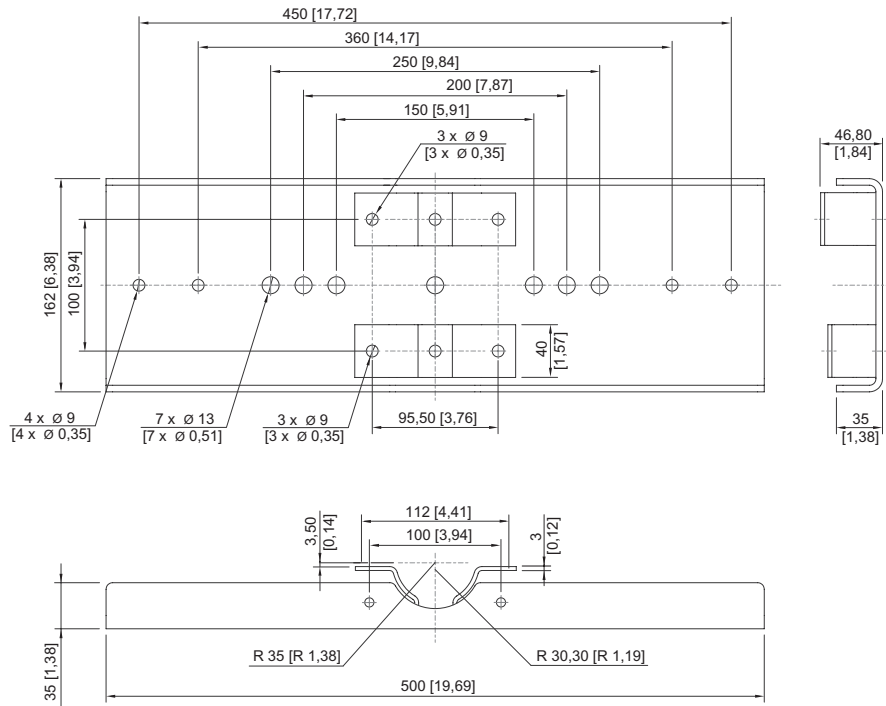 450 [17,72]
360 [14,17]
250 [9,84]
200 [7,87]
150 [5,91]
3 x Ø 9
[3 x Ø 0,35]
46,80
[1,84]
162 [6,38]
100 [3,94]
40
[1,57]
4 x Ø 9
[4 x Ø 0,35]
7 x Ø 13
[7 x Ø 0,51]
3 x Ø 9
[3 x Ø 0,35]
95,50 [3,76]
35
[1,38]
3,50
[0,14]
112 [4,41]
100 [3,94]
3
[0,12]
35
[1,38]
R 35 [R 1,38]
R 30,30 [R 1,19]
500 [19,69]